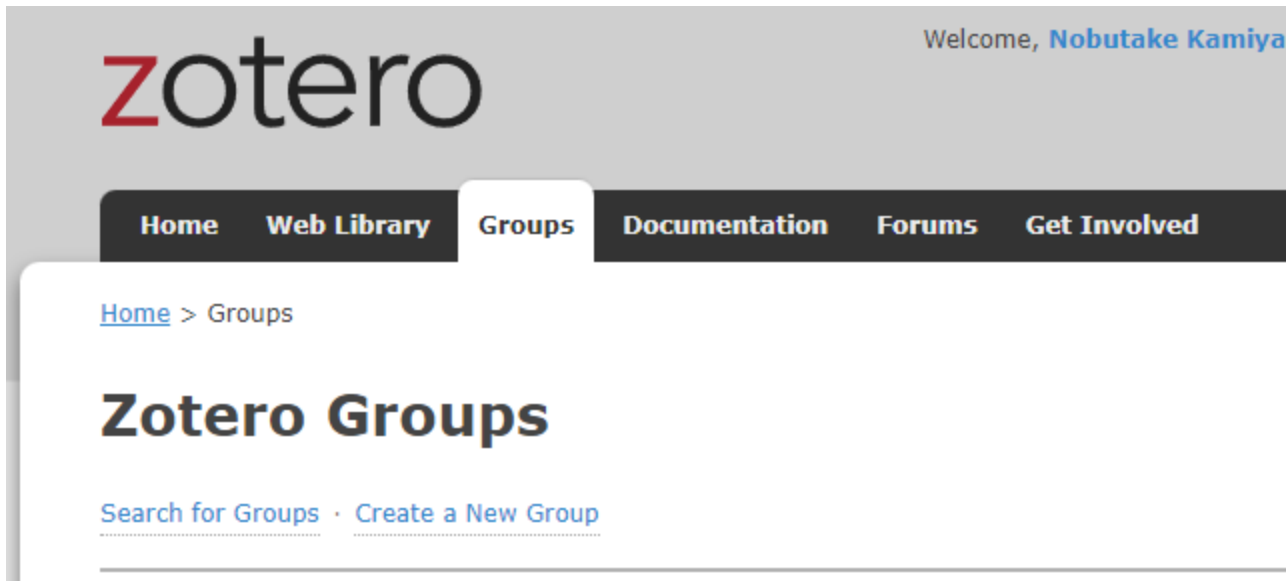 zotero
Welcome, Nobutake Kamiya
Home Web Library Groups Documentation Forums Get Involved
Home > Groups
Zotero Groups
Search for Groups · Create a New Group